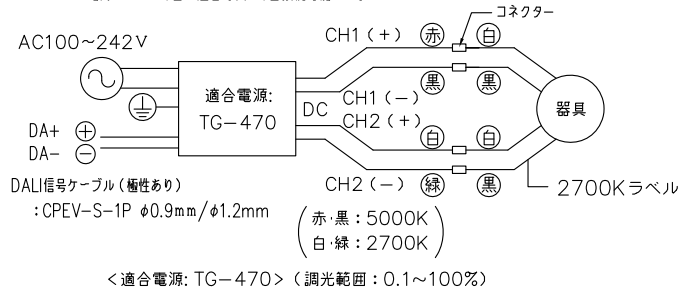 コネクター
AC100~242V
CH1(+) 赤 白
適合電源:
TG-470
DC
黒 黒
CH1(-)
CH2(+)
器具
DA+ +
DA- −
白 白
DALI信号ケーブル(極性あり)
:CPEV-S-1P φ0.9mm/φ1.2mm
CH2(-) 緑 黒
2700Kラベル
赤・黒:5000K
白・緑:2700K
<適合電源:TG-470>(調光範囲:0.1~100%)